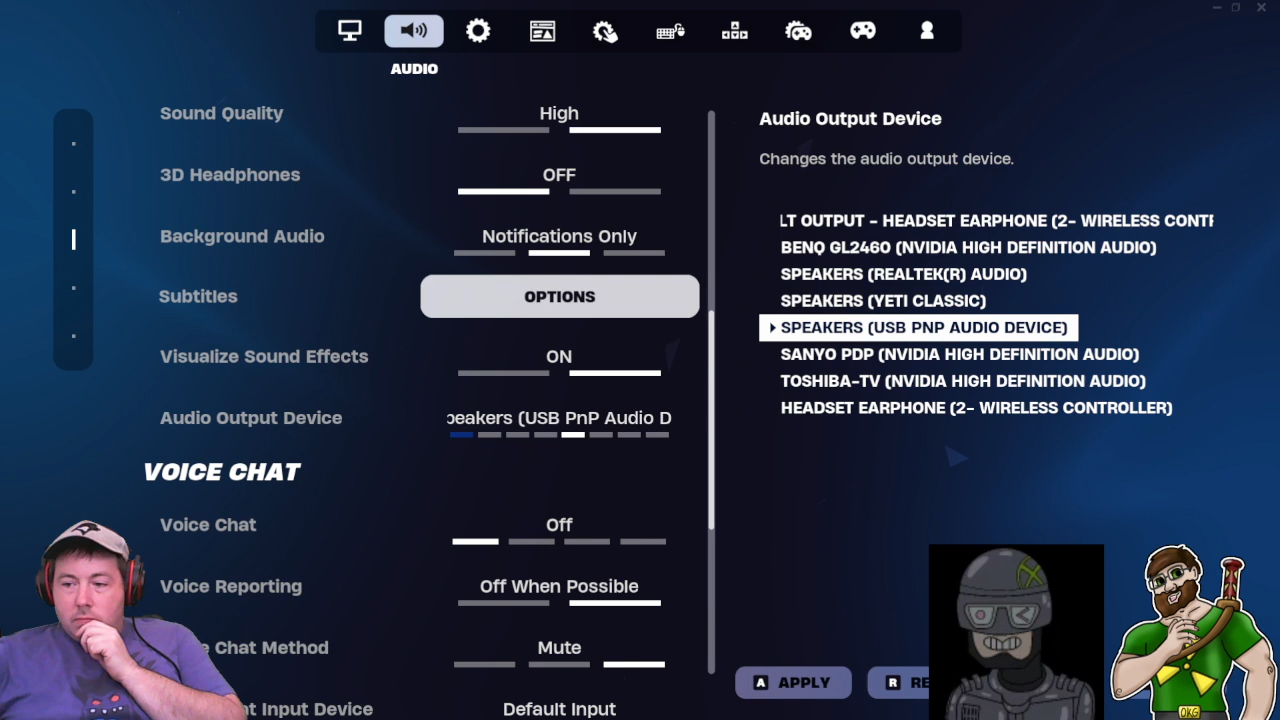 AUDIO
Sound Quality
High
3D Headphones
OFF
Background Audio
Notifications Only
Subtitles
OPTIONS
Visualize Sound Effects
ON
Audio Output Device
peakers (USB PnP Audio D
VOICE CHAT
Voice Chat
Off
Voice Reporting
Off When Possible
Chat Method
Mute
Input Device
Default Input
Audio Output Device
Changes the audio output device.
LT OUTPUT - HEADSET EARPHONE (2- WIRELESS CONTR
BENQ GL2460 (NVIDIA HIGH DEFINITION AUDIO)
SPEAKERS (REALTEK(R) AUDIO)
SPEAKERS (YETI CLASSIC)
SPEAKERS (USB PNP AUDIO DEVICE)
SANYO PDP (NVIDIA HIGH DEFINITION AUDIO)
TOSHIBA-TV (NVIDIA HIGH DEFINITION AUDIO)
HEADSET EARPHONE (2- WIRELESS CONTROLLER)
A APPLY
R RE
OKG